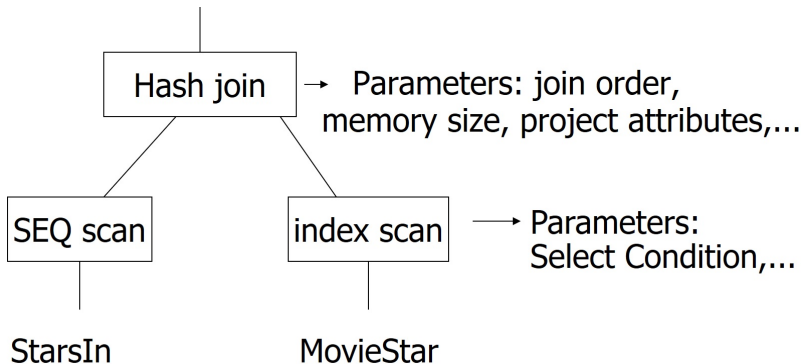 Hash join
Parameters: join order,
memory size, project attributes,...
SEQ scan
index scan
Parameters:
Select Condition,...
StarsIn
MovieStar